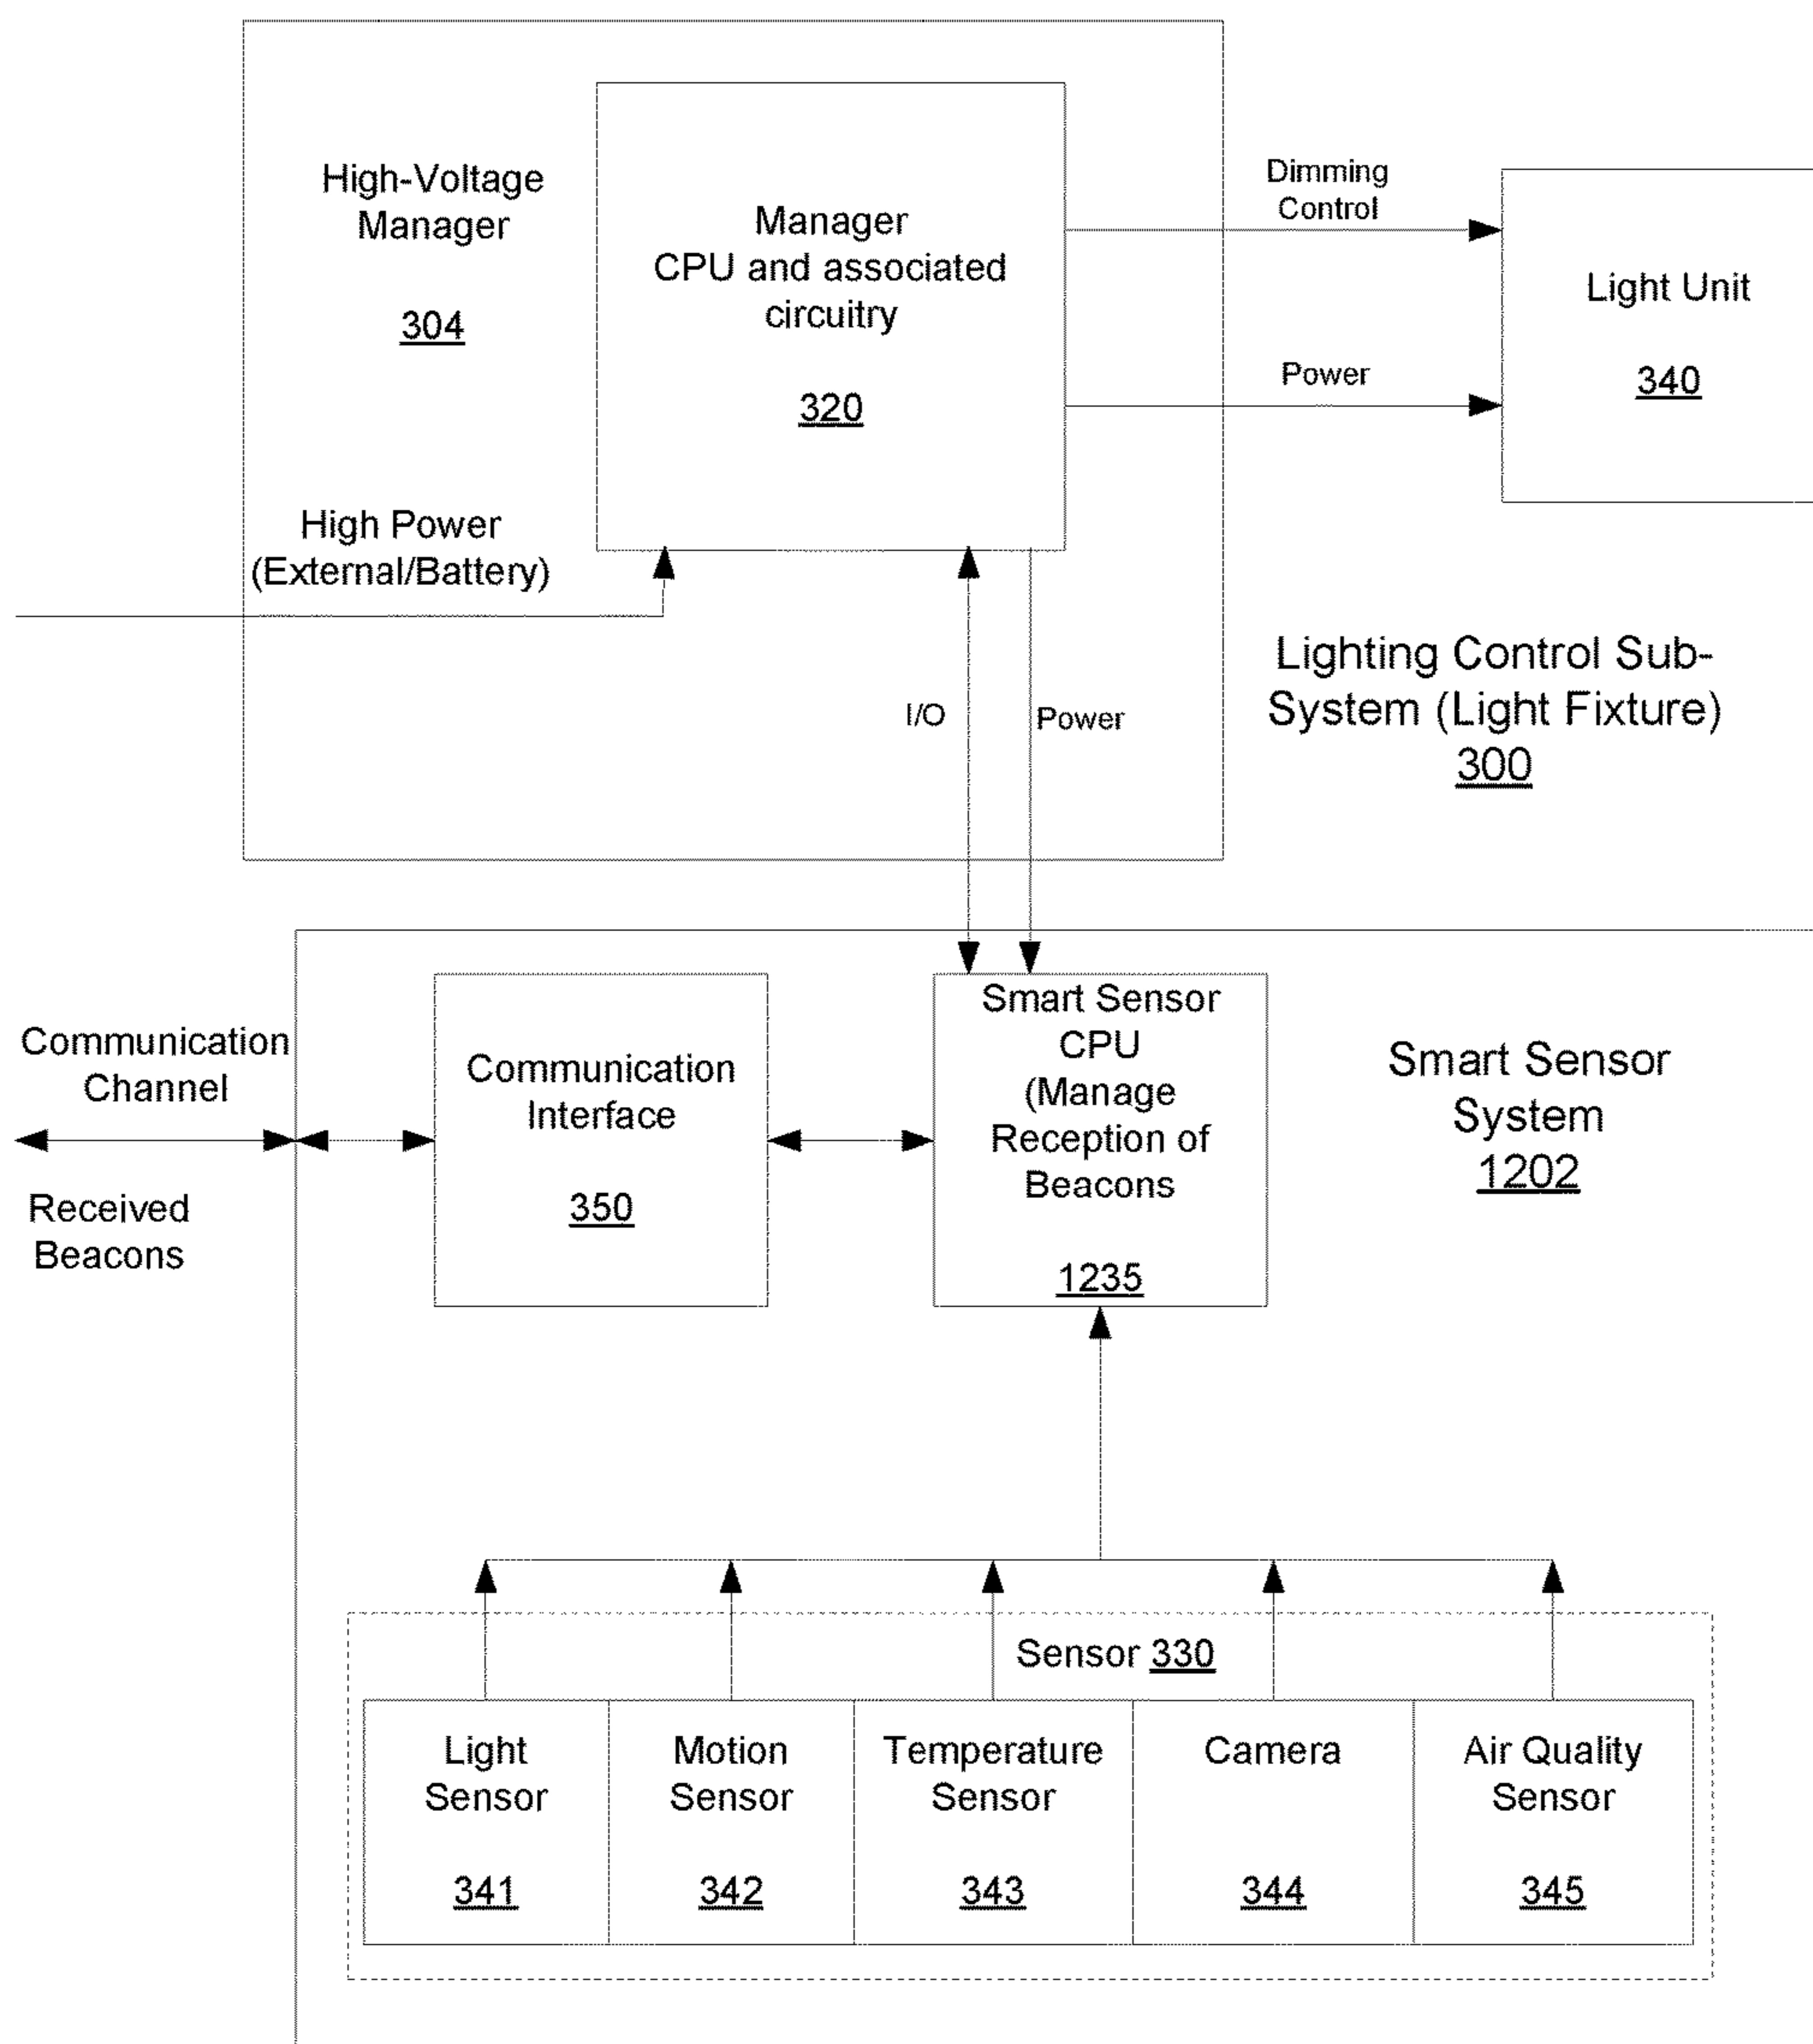 High-Voltage
Manager
304
Manager
CPU and associated
circuitry
320
Dimming
Control
Power
Light Unit
340
High Power
(External/Battery)
I/O
Power
Lighting Control Sub-
System (Light Fixture)
300
Communication
Channel
Received
Beacons
Communication
Interface
350
Smart Sensor
CPU
(Manage
Reception of
Beacons
1235
Smart Sensor
System
1202
Sensor 330
Light
Sensor
341
Motion
Sensor
342
Temperature
Sensor
343
Camera
344
Air Quality
Sensor
345